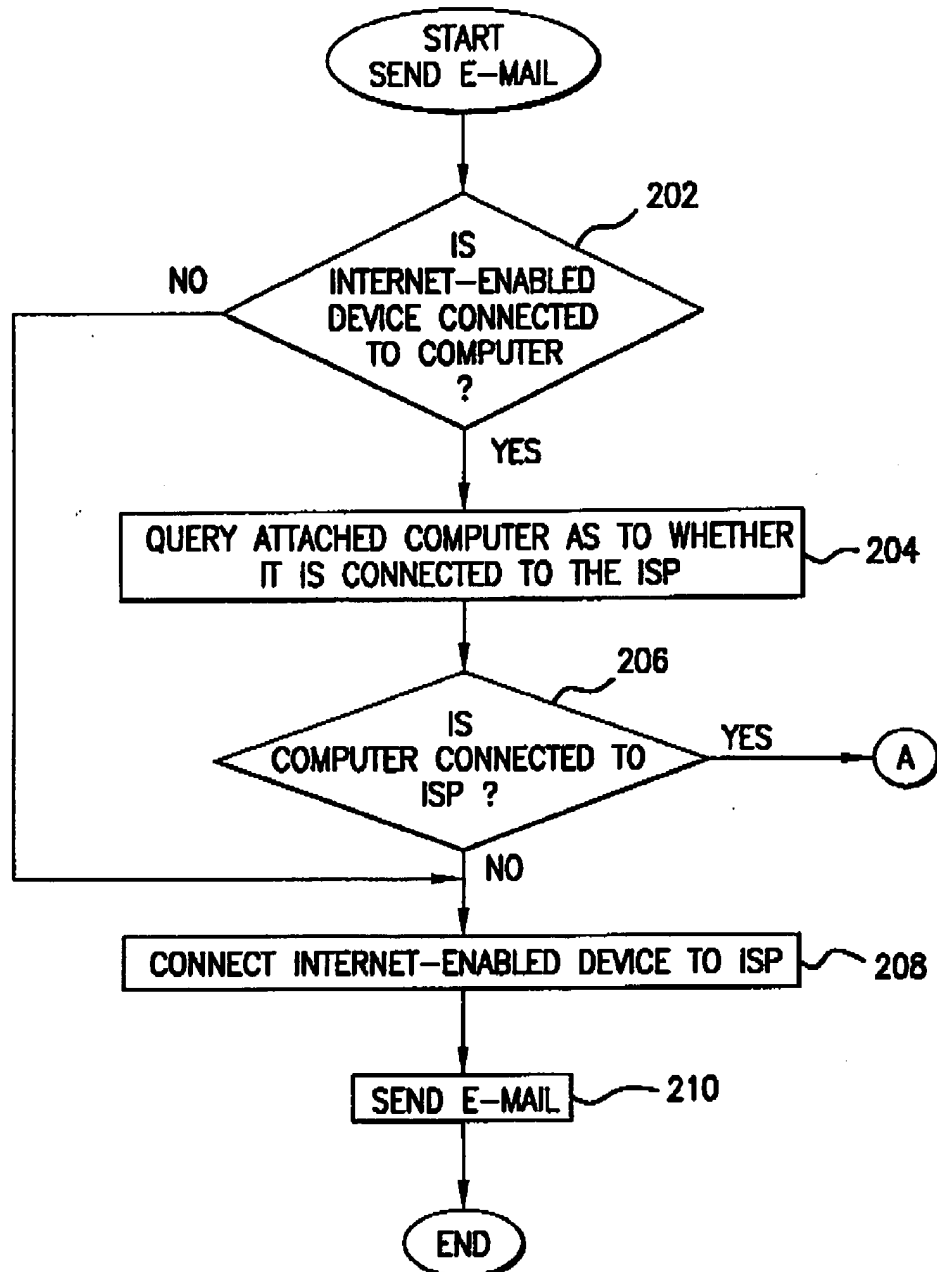 START
SEND E-MAIL
202
IS
INTERNET-ENABLED
DEVICE CONNECTED
TO COMPUTER
?
NO
YES
QUERY ATTACHED COMPUTER AS TO WHETHER
IT IS CONNECTED TO THE ISP
204
206
IS
COMPUTER CONNECTED TO
ISP ?
YES
A
NO
CONNECT INTERNET-ENABLED DEVICE TO ISP
208
SEND E-MAIL
210
END